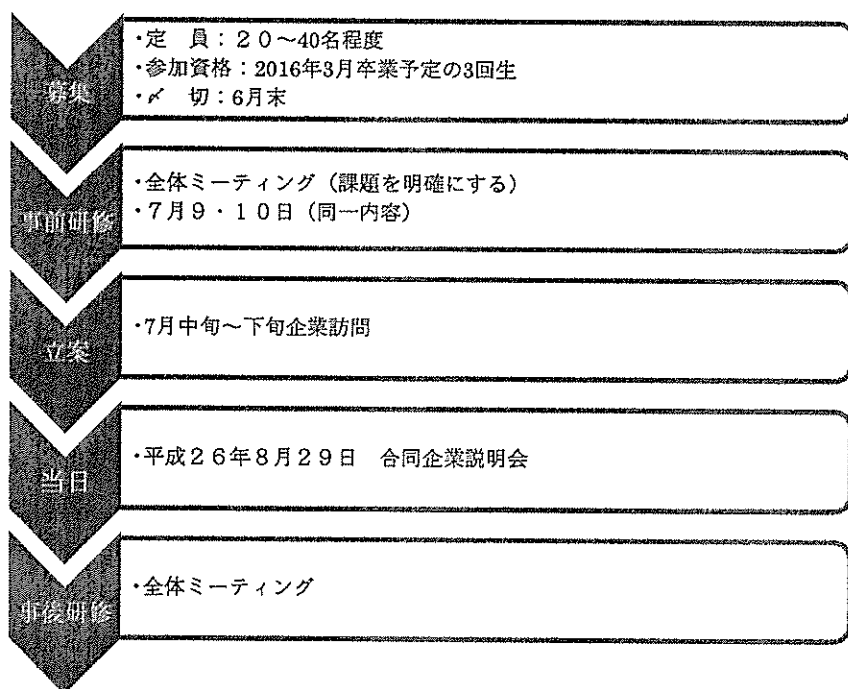 募集
・定　員：２０～40名程度
・参加資格：2016年3月卒業予定の3回生
・〆　切：6月末
事前研修
・全体ミーティング（課題を明確にする）
・７月９・１０日（同一内容）
立案
・7月中旬～下旬企業訪問
当日
・平成２６年８月２９日　合同企業説明会
事後研修
・全体ミーティング